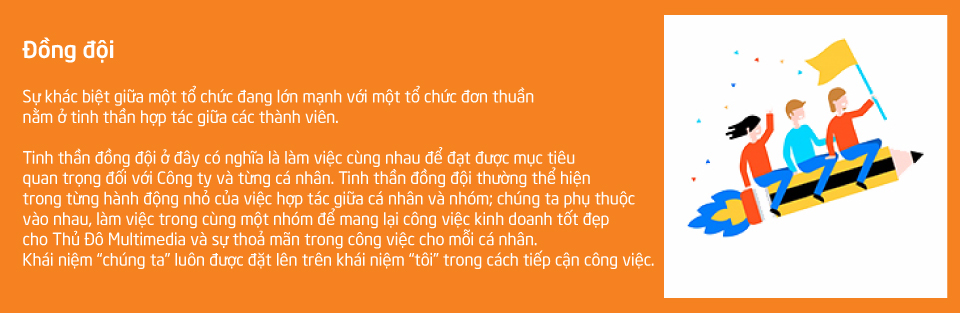 Đồng đội
Sự khác biệt giữa một tổ chức đang lớn mạnh với một tổ chức đơn thuần
nằm ở tinh thần hợp tác giữa các thành viên.
Tinh thần đồng đội ở đây có nghĩa là làm việc cùng nhau để đạt được mục tiêu
quan trọng đối với Công ty và từng cá nhân. Tinh thần đồng đội thường thể hiện
trong từng hành động nhỏ của việc hợp tác giữa cá nhân và nhóm; chúng ta phụ thuộc
vào nhau, làm việc trong cùng một nhóm để mang lại công việc kinh doanh tốt đẹp
cho Thủ Đô Multimedia và sự thoả mãn trong công việc cho mỗi cá nhân.
Khái niệm “chúng ta” luôn được đặt lên trên khái niệm “tôi” trong cách tiếp cận công việc.